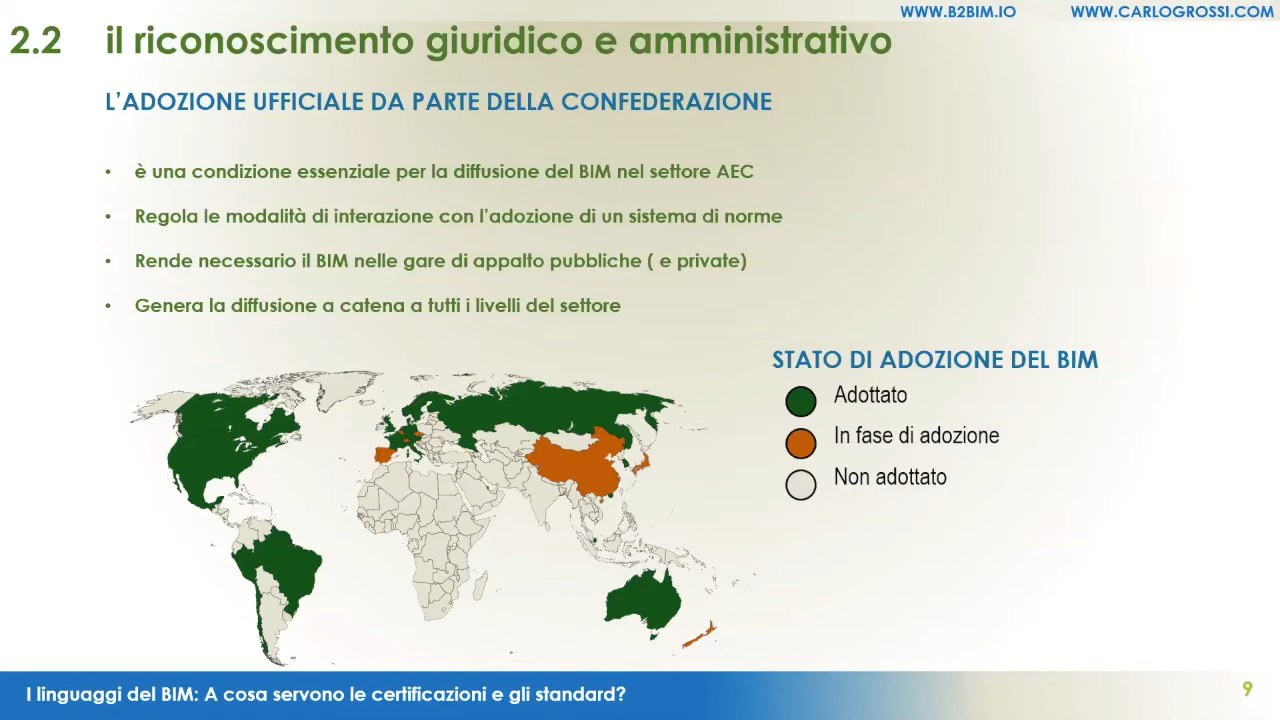 WWW.B2BIM.IO WWW.CARLOGROSSI.COM
2.2 il riconoscimento giuridico e amministrativo
L'ADOZIONE UFFICIALE DA PARTE DELLA CONFEDERAZIONE
• è una condizione essenziale per la diffusione del BIM nel settore AEC
• Regola le modalità di interazione con l'adozione di un sistema di norme
• Rende necessario il BIM nelle gare di appalto pubbliche ( e private)
• Genera la diffusione a catena a tutti i livelli del settore
STATO DI ADOZIONE DEL BIM
Adottato
In fase di adozione
Non adottato
I linguaggi del BIM: A cosa servono le certificazioni e gli standard?
9